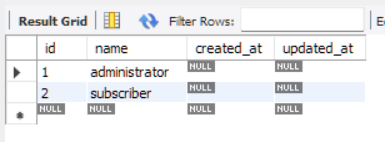 Result Grid Filter Rows: E
id name created_at updated_at
1 administrator NULL NULL
2 subscriber NULL NULL
NULL NULL NULL NULL